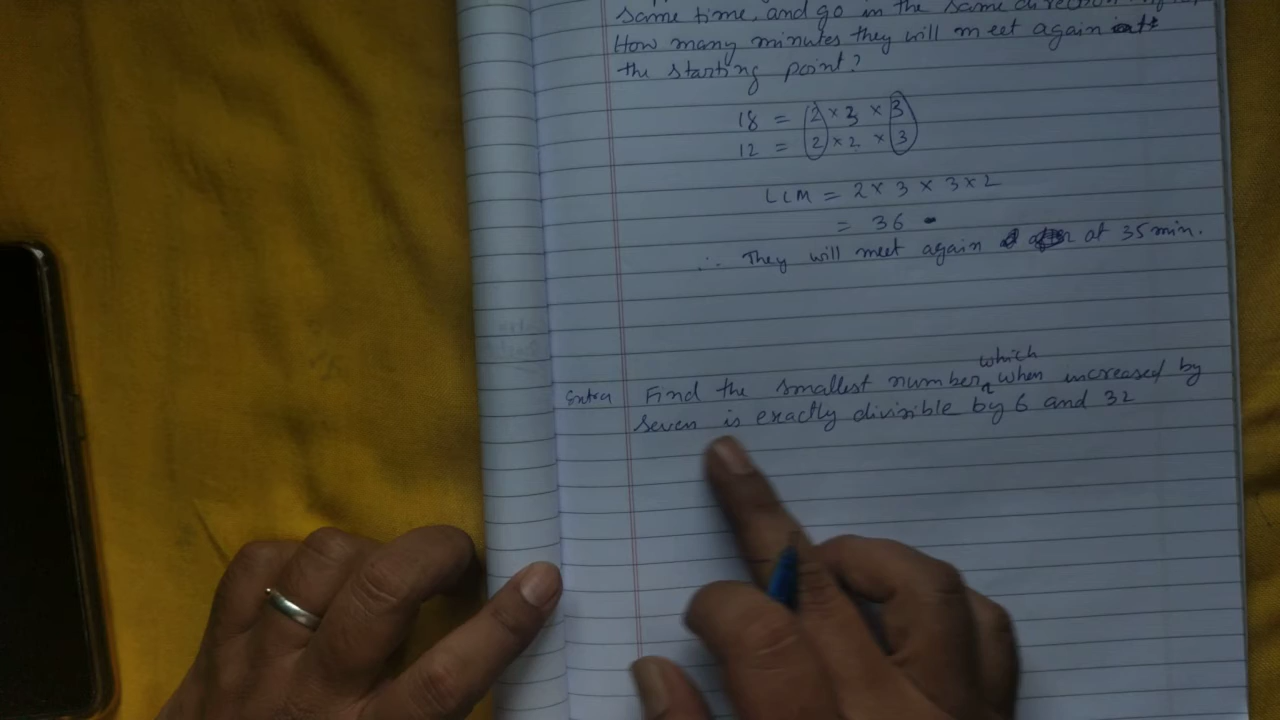 same time, and go in the same direction.
How many minutes they will meet again at
the starting point?
18 = 2 × 3 × 3
12 = 2 × 2 × 3
LCM = 2 × 3 × 3 × 2
= 36
∴ They will meet again at 35 min.
which
Extra Find the smallest number when increased by
seven is exactly divisible by 6 and 32